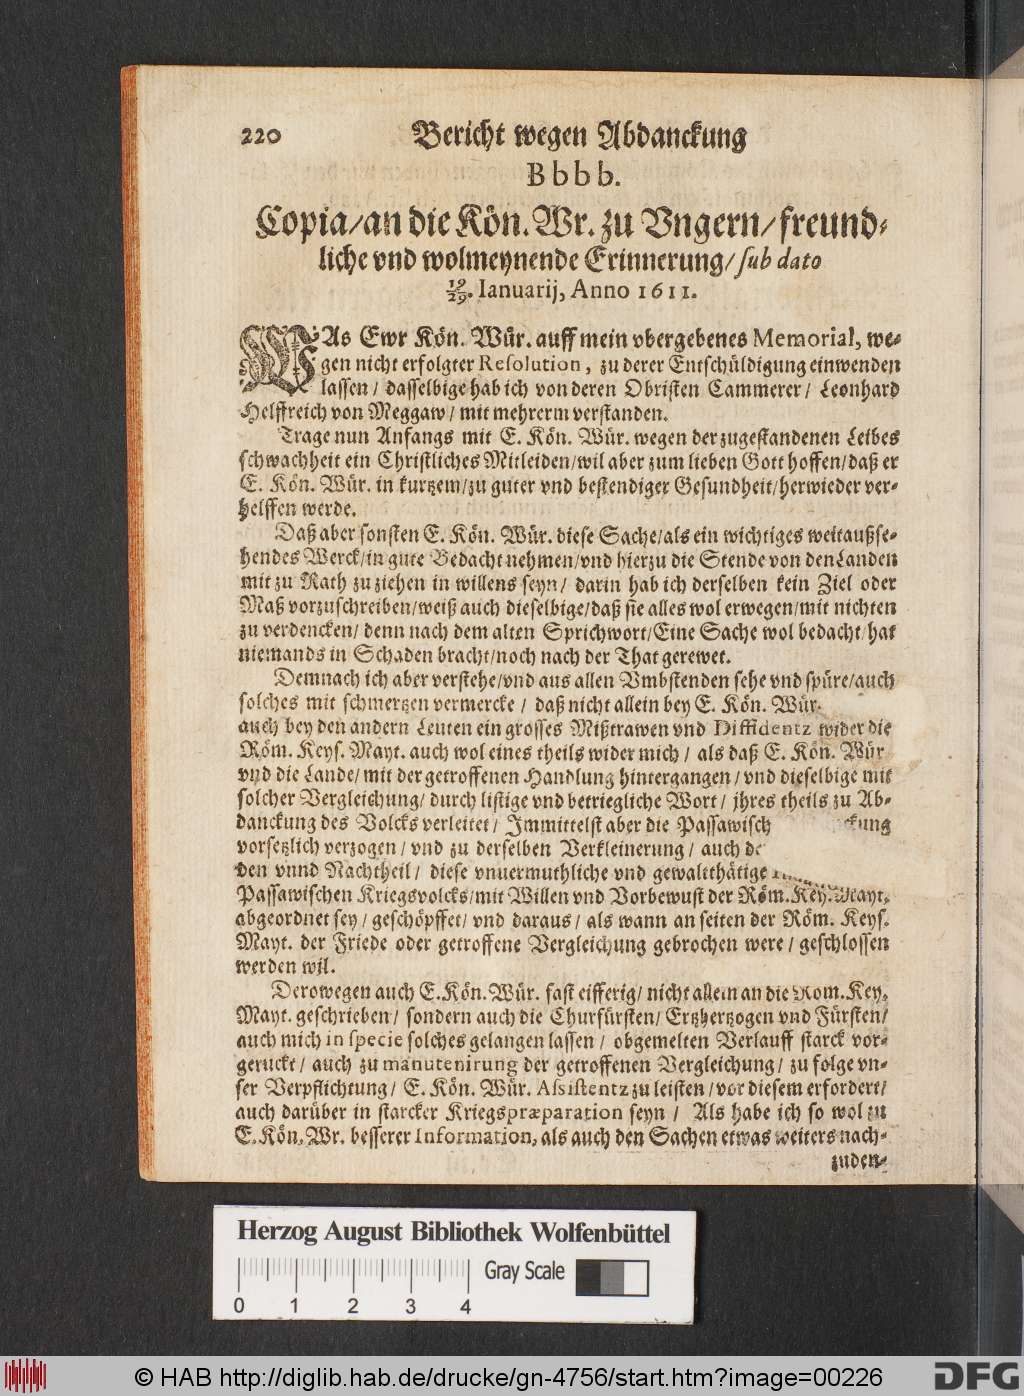 220 Bericht wegen Abdanckung
Bbbb.
Copia/an die Kön. Wr. zu Vngern/freund-
liche vnd wolmeynende Erinnerung/sub dato
19/29. Ianuarij, Anno 1611.
WAs Ewr Kön. Wür. auff mein vbergebenes Memorial, we-
gen nicht erfolgter Resolution, zu derer Entschüldigung einwenden
lassen/ dasselbige hab ich von deren Obristen Cammerer/ Leonhard
Helffreich von Meggaw/ mit mehrerm verstanden.
Trage nun Anfangs mit E. Kön. Wür. wegen der zugestandenen Leibes
schwachheit ein Christliches Mitleiden/wil aber zum lieben Gott hoffen/daß er
E. Kön. Wür. in kurtzem/zu guter vnd bestendiger Gesundheit/herwieder ver-
helffen werde.
Daß aber sonsten E. Kön. Wür. diese Sache/als ein wichtiges weitaußse-
hendes Werck/in gute Bedacht nehmen/vnd hierzu die Stende von den Landen
mit zu Rath zuziehen in willens seyn/ darin hab ich derselben kein Ziel oder
Maß vorzuschreiben/weiß auch dieselbige/daß sie alles wol erwegen/mit nichten
zu verdencken/ denn nach dem alten Sprichwort/Eine Sache wol bedacht/hat
niemands in Schaden bracht/noch nach der That gerewet.
Demnach ich aber verstehe/vnd aus allen Vmbstenden sehe vnd spüre/auch
solches mit schmertzen vermercke/ daß nicht allein bey E. Kön. Wür.
auch bey den andern Leuten ein grosses Mißtrawen vnd Diffidentz wider die
Röm. Keys. Mayt. auch wol eines theils wider mich/ als daß E. Kön. Wür
vnd die Lande/mit der getroffenen Handlung hintergangen/ vnd dieselbige mit
solcher Vergleichung/ durch listige vnd betriegliche Wort/ jhres theils zu Ab-
danckung des Volcks verleitet/ Jmmittelst aber die Passawisch ckung
vorsetzlich verzogen/ vnd zu derselben Verkleinerung/ auch de
den vnnd Nachtheil/ diese vnuermuthliche vnd gewaltthätige
Passawischen Kriegsvolcks/mit Willen vnd Vorbewust der Röm. Key. Mayt.
abgeordnet sey/ geschöpffet/ vnd daraus/ als wann an seiten der Röm. Keys.
Mayt. der Friede oder getroffene Vergleichung gebrochen were/ geschlossen
werden wil.
Derowegen auch E. Kön. Wür. fast eifferig/ nicht allein an die Rom. Key.
Mayt. geschrieben/ sondern auch die Churfürsten/ Ertzhertzogen vnd Fürsten/
auch mich in specie solches gelangen lassen/ obgemelten Verlauff starck vor-
geruckt/ auch zu manutenirung der getroffenen Vergleichung/ zu folge vn-
ser Verpflichtung/ E. Kön. Wür. Assistentz zu leisten/vor diesem erfordert/
auch darüber in starcker Kriegspræparation seyn/ Als habe ich so wol zu
E. Kön. Wr. besserer Information, als auch den Sachen etwas weiters nach-
zuden-
Herzog August Bibliothek Wolfenbüttel
Gray Scale
0 1 2 3 4
© HAB http://diglib.hab.de/drucke/gn-4756/start.htm?image=00226
DFG